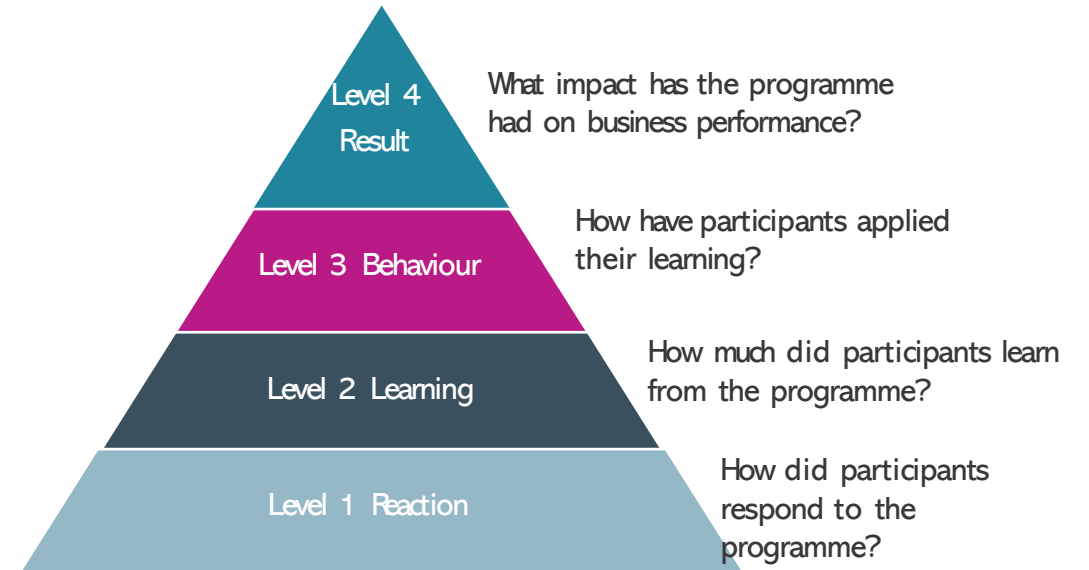 Level 4
Result
What impact has the programme
had on business performance?
Level 3 Behaviour
How have participants applied
their learning?
Level 2 Learning
How much did participants learn
from the programme?
Level 1 Reaction
How did participants
respond to the
programme?